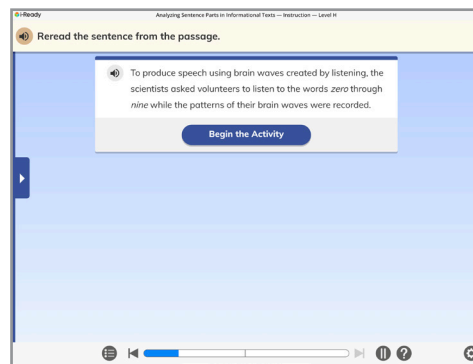 i-Ready
Analyzing Sentence Parts in Informational Texts — Instruction — Level H
Reread the sentence from the passage.
To produce speech using brain waves created by listening, the
scientists asked volunteers to listen to the words zero through
nine while the patterns of their brain waves were recorded.
Begin the Activity
?